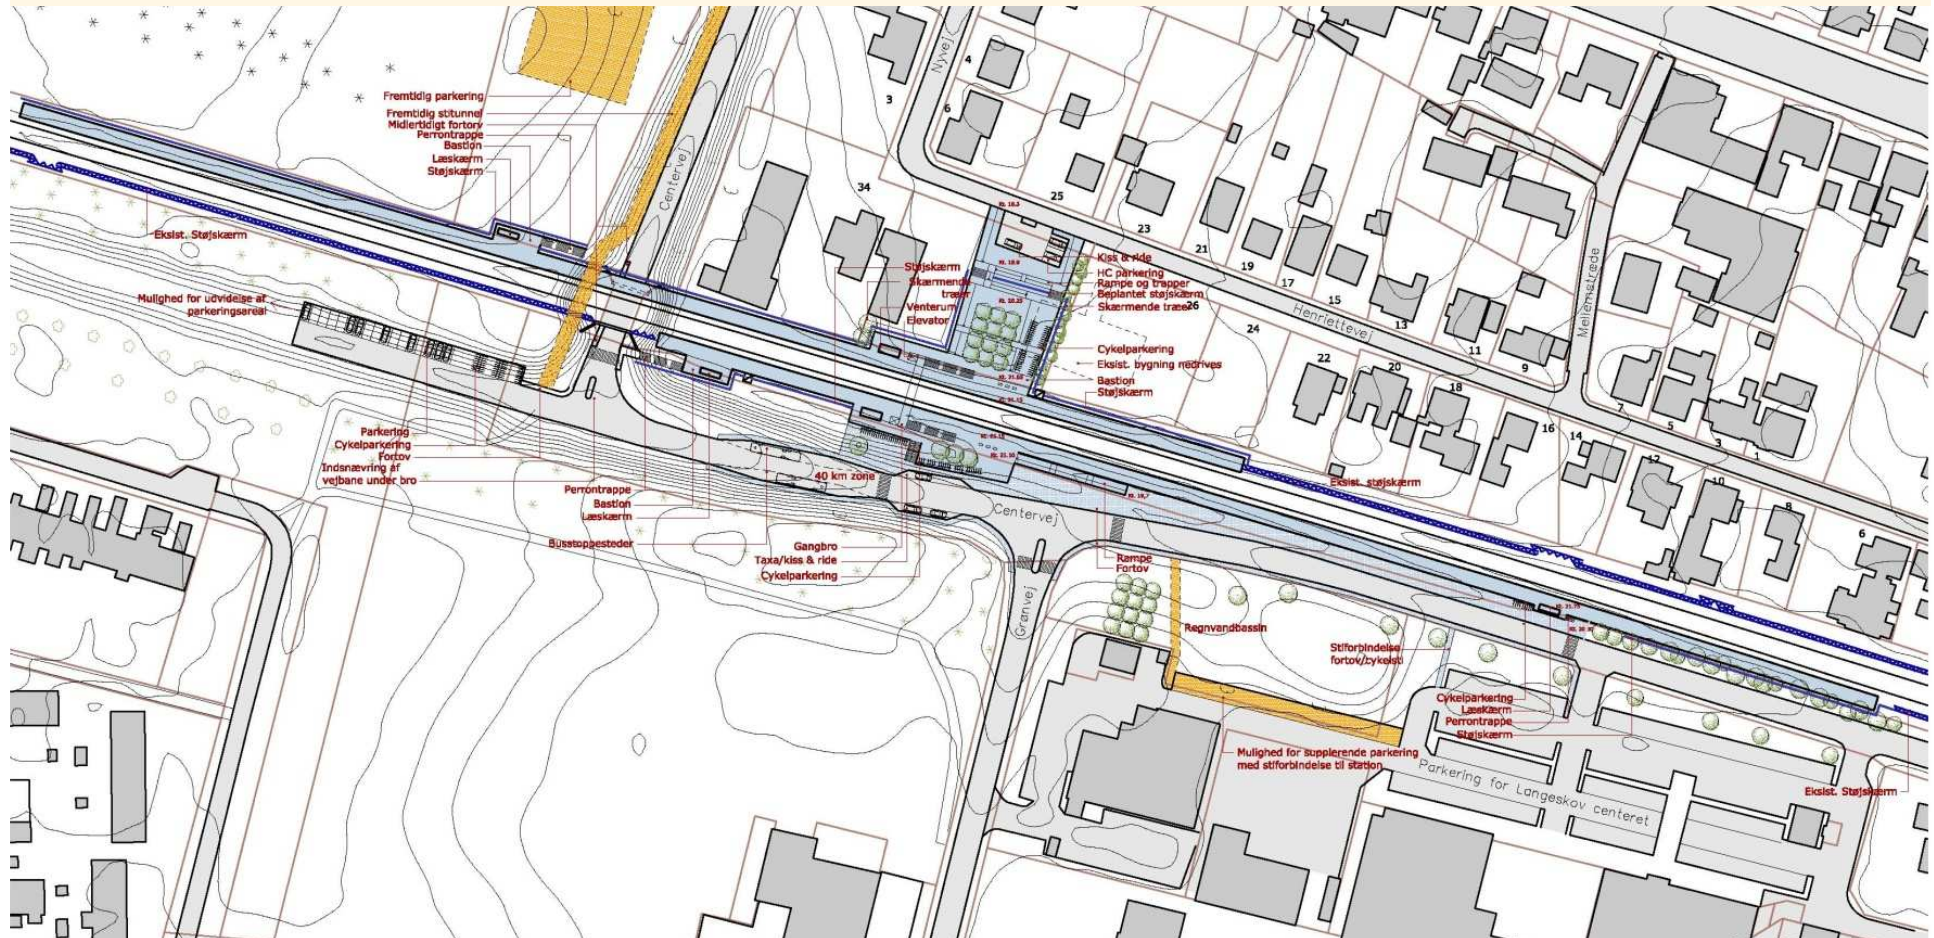 Fremtidig parkering
Fremtidig stitunnel
Midlertidigt fortov
Perrontrappe
Bastion
Læskærm
Støjskærm
Centervej
Nyvej
4
3
6
34
25
23
21
19
17
15
13
11
9
Henriettevej
Mellemstræde
Eksist. Støjskærm
Mulighed for udvidelse af
parkeringsareal
Støjskærm
Skærmende
træer
Venterum
Elevator
Kiss & ride
HC parkering
Rampe og trapper
Beplantet støjskærm
Skærmende træer
26
24
22
20
18
16
14
12
10
8
6
7
5
3
1
Cykelparkering
Eksist. bygning nedrives
Bastion
Støjskærm
Parkering
Cykelparkering
Fortov
Indsnævring af
vejbane under bro
Perrontrappe
Bastion
Læskærm
Busstoppesteder
40 km zone
Gangbro
Taxa/kiss & ride
Cykelparkering
Centervej
Rampe
Fortov
Eksist. støjskærm
Grønvej
Regnvandbassin
Stiforbindelse
fortov/cykelsti
Cykelparkering
Læskærm
Perrontrappe
Støjskærm
Mulighed for supplerende parkering
med stiforbindelse til station
Parkering for Langeskov centeret
Eksist. Støjskærm